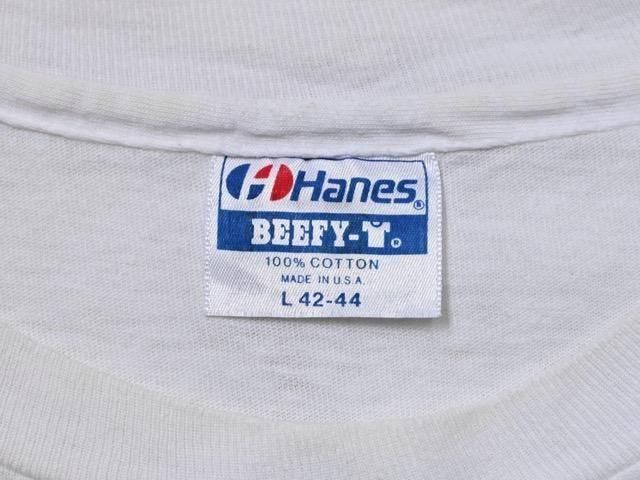 Hanes®
BEEFY-T®
100% COTTON
MADE IN U.S.A.
L 42-44